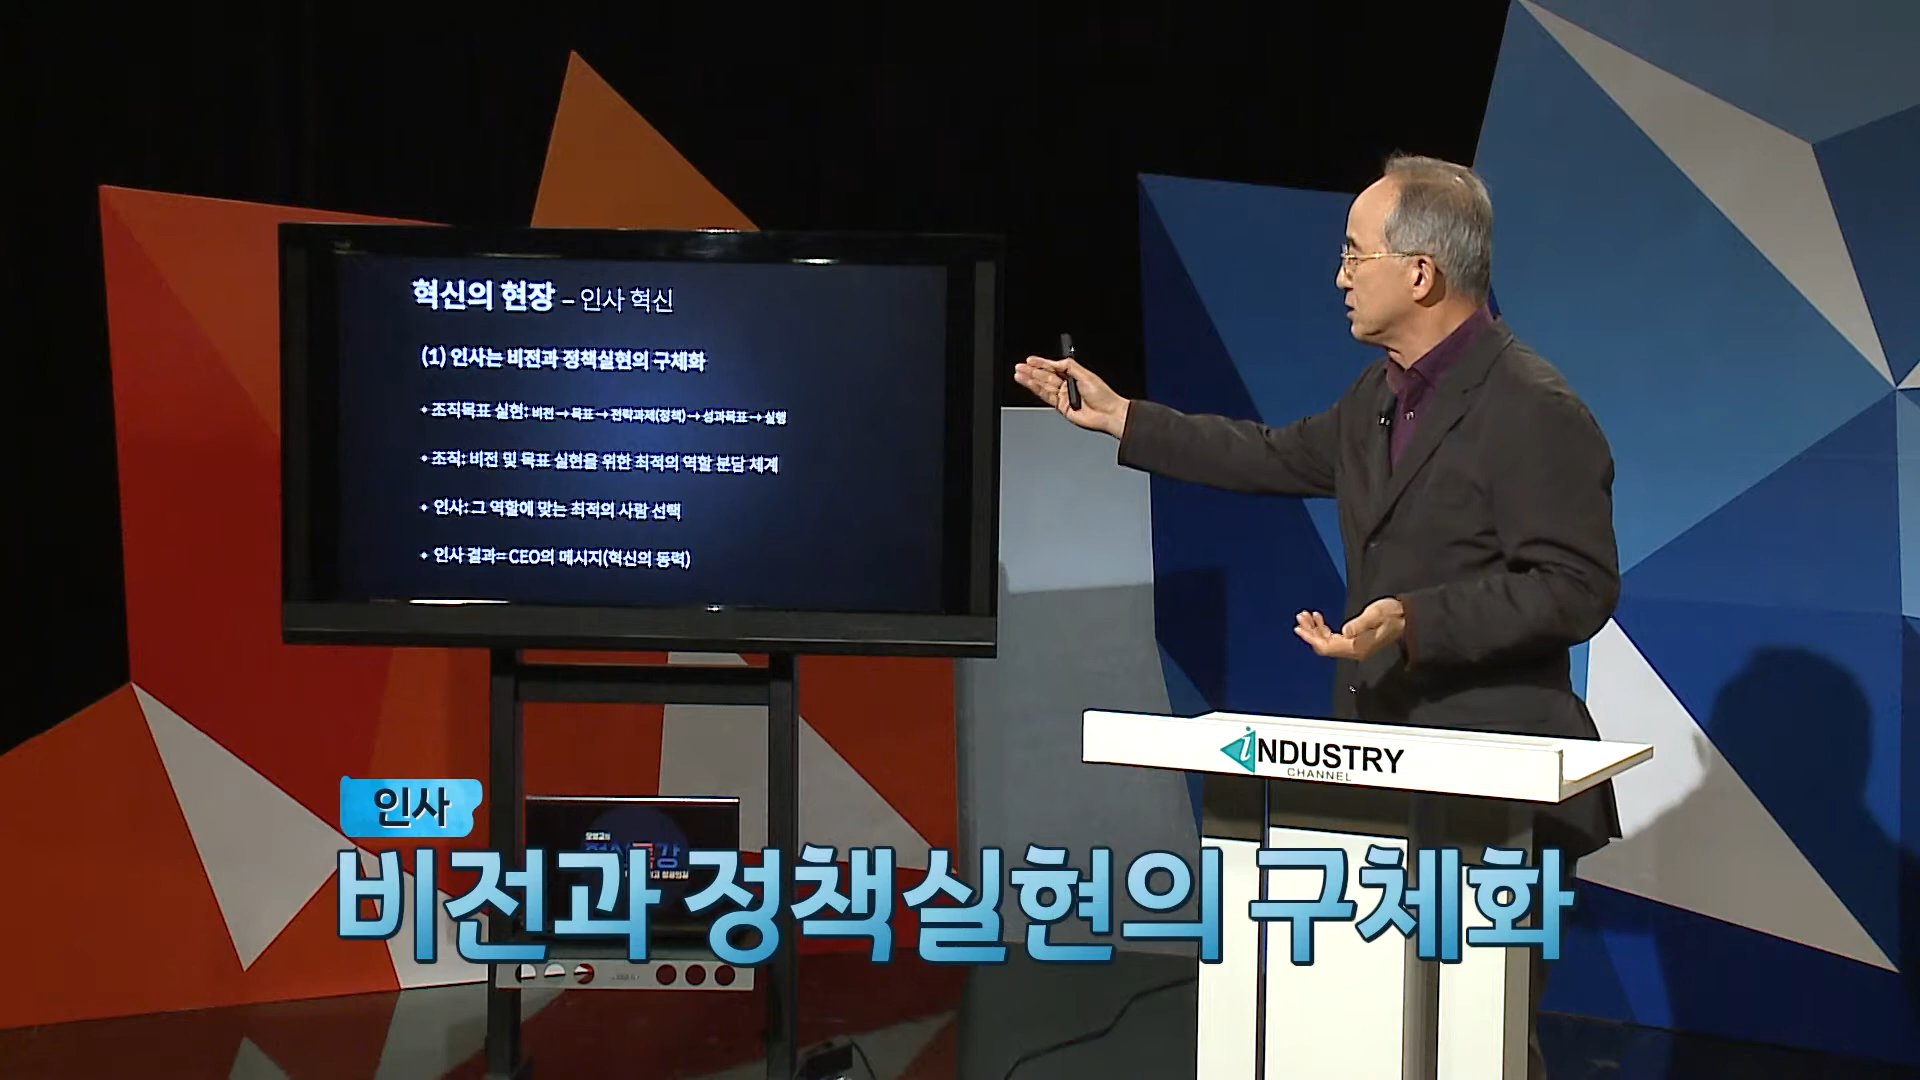 혁신의 현장 – 인사 혁신
(1) 인사는 비전과 정책실현의 구체화
• 조직목표 실현: 비전 → 목표 → 전략과제(정책) → 성과목표 → 실행
• 조직: 비전 및 목표 실현을 위한 최적의 역할 분담 체계
• 인사: 그 역할에 맞는 최적의 사람 선택
• 인사 결과= CEO의 메시지(혁신의 동력)
iNDUSTRY
CHANNEL
인사
비전과 정책실현의 구체화